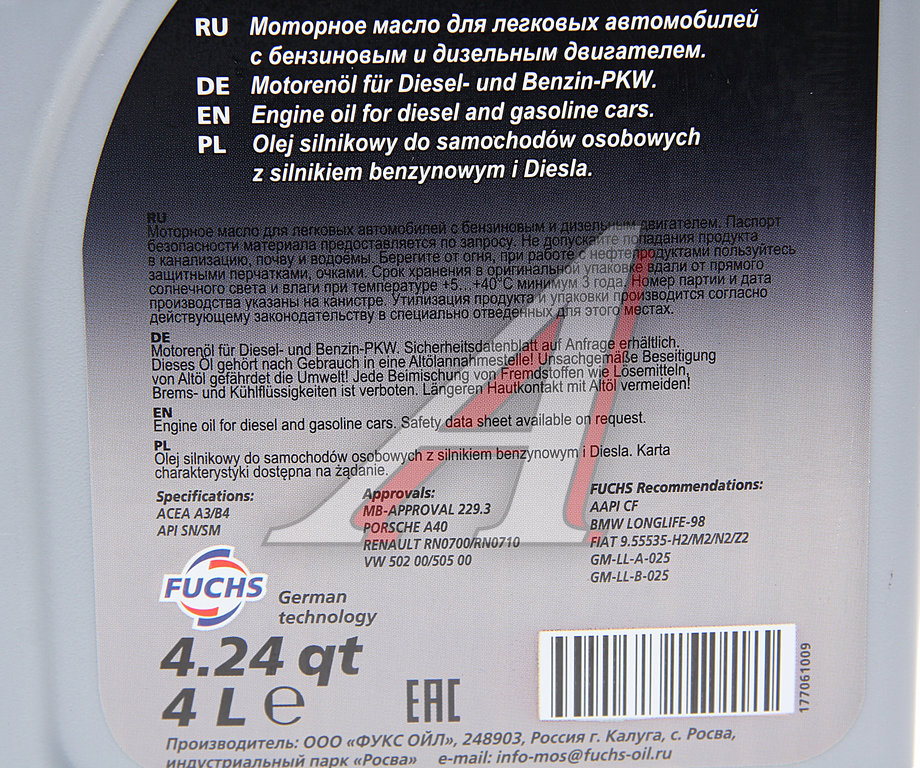 RU Моторное масло для легковых автомобилей
с бензиновым и дизельным двигателем.
DE Motorenöl für Diesel- und Benzin-PKW.
EN Engine oil for diesel and gasoline cars.
PL Olej silnikowy do samochodów osobowych
z silnikiem benzynowym i Diesla.
RU
Моторное масло для легковых автомобилей с бензиновым и дизельным двигателем. Паспорт
безопасности материала предоставляется по запросу. Не допускайте попадания продукта
в канализацию, почву и водоёмы. Берегите от огня, при работе с нефтепродуктами пользуйтесь
защитными перчатками, очками. Срок хранения в оригинальной упаковке вдали от прямого
солнечного света и влаги при температуре +5... +40°C минимум 3 года. Номер партии и дата
производства указаны на канистре. Утилизация продукта и упаковки производится согласно
действующему законодательству в специально отведенных для этого местах.
DE
Motorenöl für Diesel- und Benzin-PKW. Sicherheitsdatenblatt auf Anfrage erhältlich.
Dieses Öl gehört nach Gebrauch in eine Altölannahmestelle! Unsachgemäße Beseitigung
von Altöl gefährdet die Umwelt! Jede Beimischung von Fremdstoffen wie Lösemitteln,
Brems- und Kühlflüssigkeiten ist verboten. Längeren Hautkontakt mit Altöl vermeiden!
EN
Engine oil for diesel and gasoline cars. Safety data sheet available on request.
PL
Olej silnikowy do samochodów osobowych z silnikiem benzynowym i Diesla. Karta
charakterystyki dostępna na żądanie.
Specifications:
ACEA A3/B4
API SN/SM
Approvals:
MB-APPROVAL 229.3
PORSCHE A40
RENAULT RN0700/RN0710
VW 502 00/505 00
FUCHS Recommendations:
AAPI CF
BMW LONGLIFE-98
FIAT 9.55535-H2/M2/N2/Z2
GM-LL-A-025
GM-LL-B-025
FUCHS
German
technology
4.24 qt
4 L e
EAC
177061009
Производитель: ООО «ФУКС ОЙЛ», 248903, Россия г. Калуга, с. Росва,
индустриальный парк «Росва» e-mail: info-mos@fuchs-oil.ru